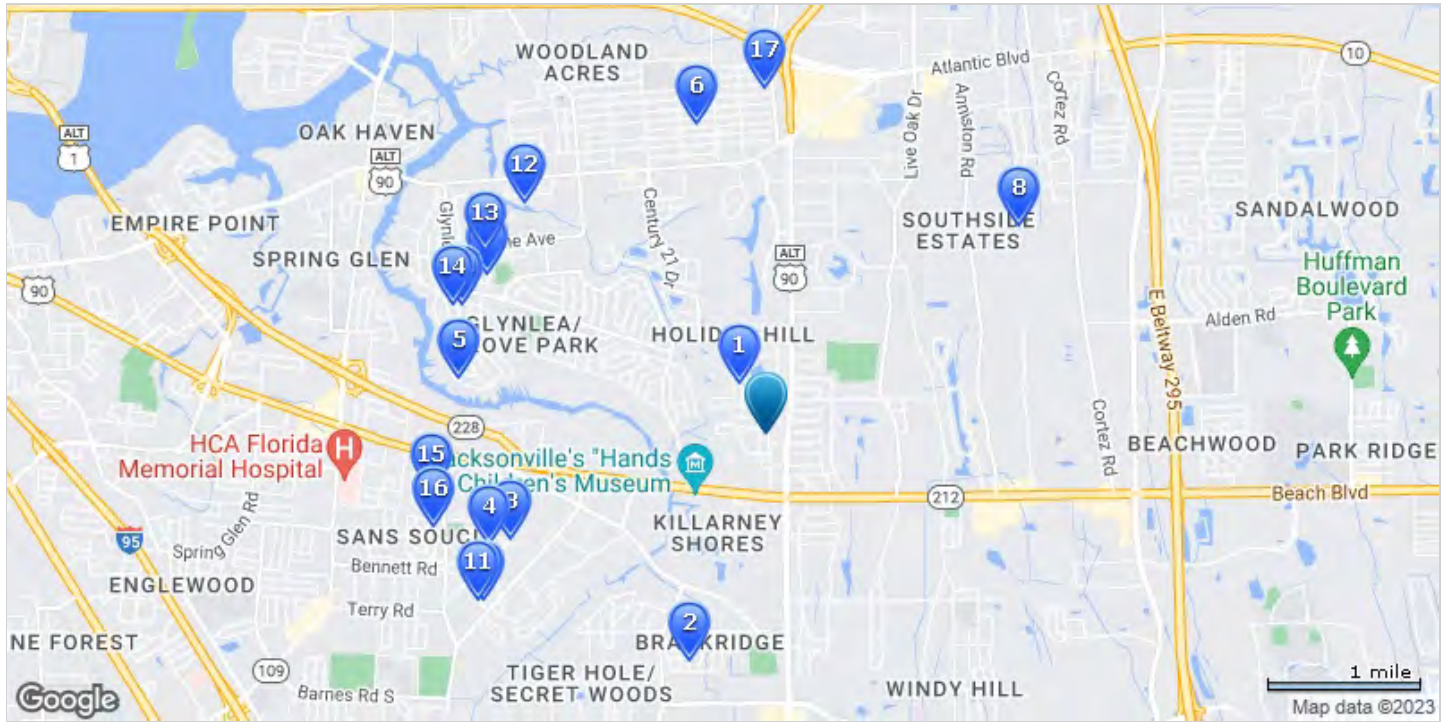 WOODLAND
ACRES
17
6
Atlantic Blvd
10
OAK HAVEN
ALT
1
ALT
90
12
Live Oak Dr
Anniston Rd
Cortez Rd
8
EMPIRE POINT
13
Century 21 Dr
SOUTHSIDE
ESTATES
SANDALWOOD
SPRING GLEN
14
ALT
90
90
Huffman
Boulevard
Park
Alden Rd
5
GLYNLEA/
GROVE PARK
HOLIDAY HILL
1
E Beltway 295
228
HCA Florida
Memorial Hospital
H
15
Jacksonville's "Hands
Children's Museum
M
Cortez Rd
BEACHWOOD
PARK RIDGE
16
212
Beach Blvd
4
3
95
Spring Glen Rd
SANS SOUCI
KILLARNEY
SHORES
Bennett Rd
11
ENGLEWOOD
Terry Rd
2
NE FOREST
109
Barnes Rd S
TIGER HOLE/
SECRET WOODS
WINDY HILL
1 mile
Google
Map data ©2023